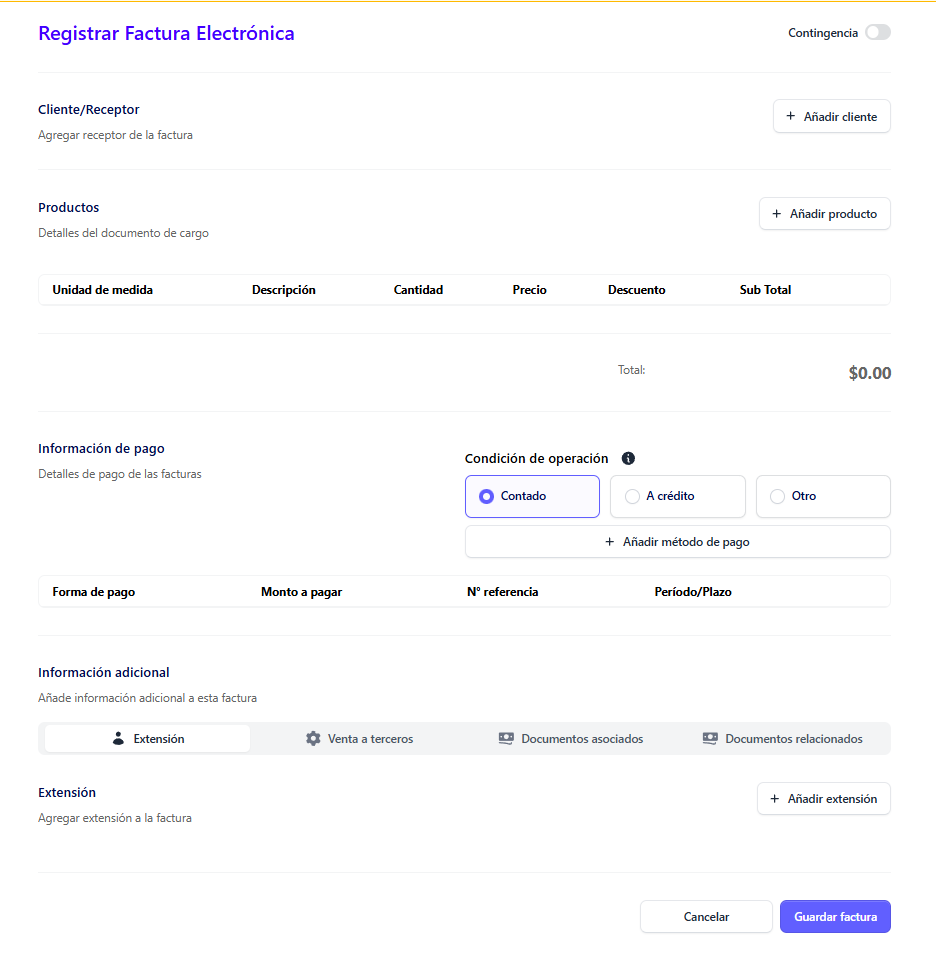 Registrar Factura Electrónica
Contingencia
Cliente/Receptor
Agregar receptor de la factura
+ Añadir cliente
Productos
Detalles del documento de cargo
+ Añadir producto
Unidad de medida Descripción Cantidad Precio Descuento Sub Total
Total: $0.00
Información de pago
Detalles de pago de las facturas
Condición de operación
Contado A crédito Otro
+ Añadir método de pago
Forma de pago Monto a pagar N° referencia Período/Plazo
Información adicional
Añade información adicional a esta factura
Extensión Venta a terceros Documentos asociados Documentos relacionados
Extensión
Agregar extensión a la factura
+ Añadir extensión
Cancelar Guardar factura